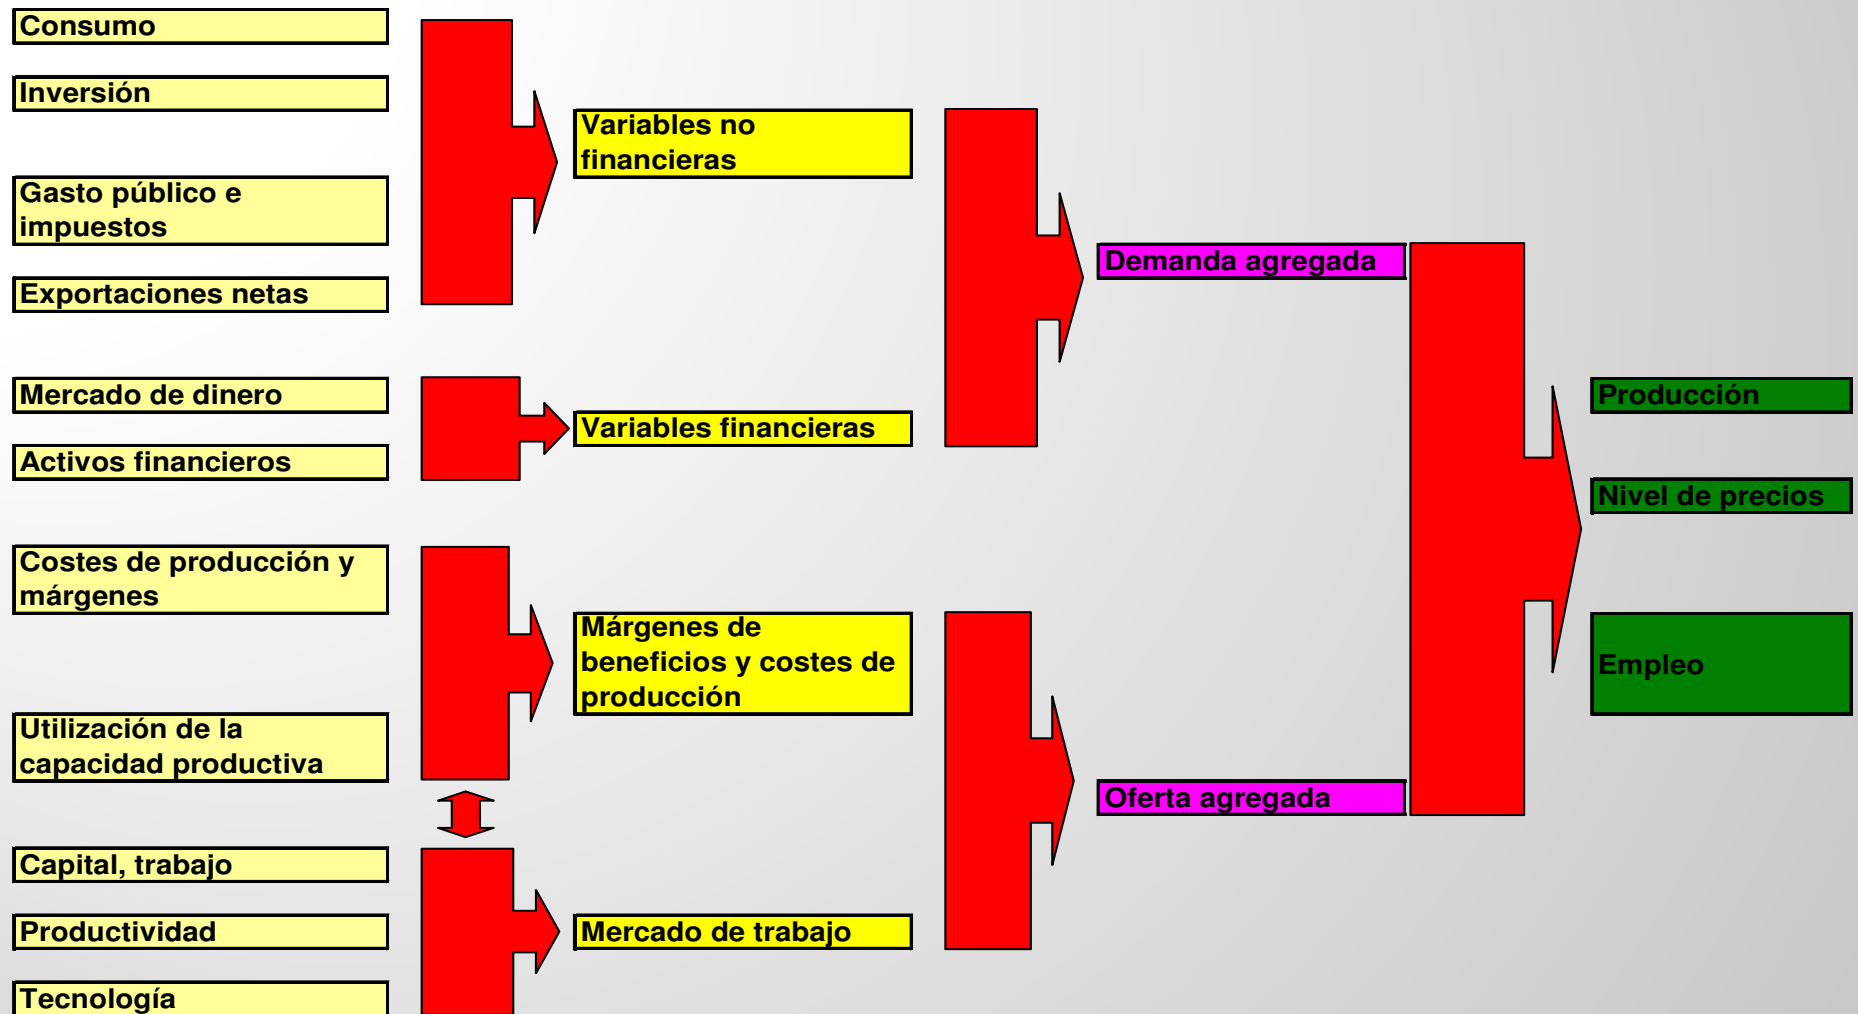 Consumo
Inversión
Gasto público e
impuestos
Exportaciones netas
Mercado de dinero
Activos financieros
Costes de producción y
márgenes
Utilización de la
capacidad productiva
Capital, trabajo
Productividad
Tecnología
Variables no
financieras
Variables financieras
Márgenes de
beneficios y costes de
producción
Mercado de trabajo
Demanda agregada
Oferta agregada
Producción
Nivel de precios
Empleo